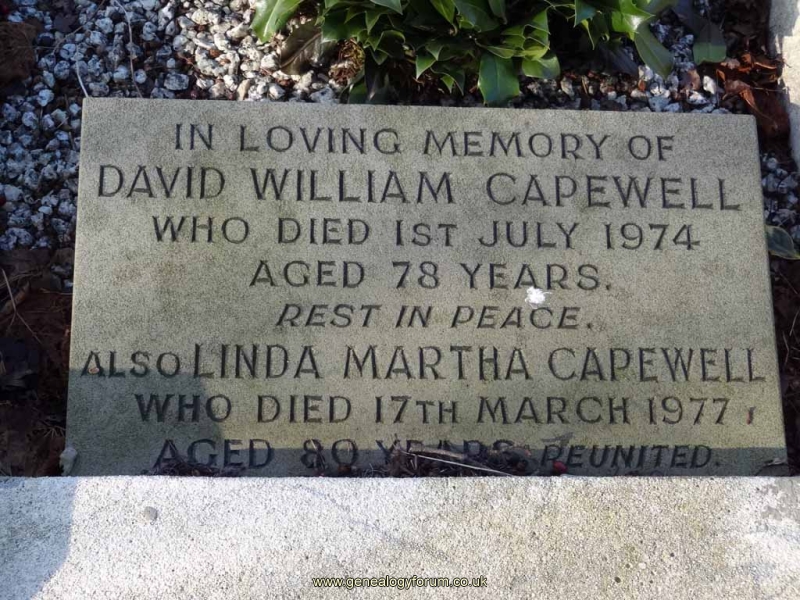 IN LOVING MEMORY OF
DAVID WILLIAM CAPEWELL
WHO DIED 1ST JULY 1974
AGED 78 YEARS.
REST IN PEACE.
ALSO LINDA MARTHA CAPEWELL
WHO DIED 17TH MARCH 1977
AGED 80 YEARS. REUNITED.
www.genealogyforum.co.uk